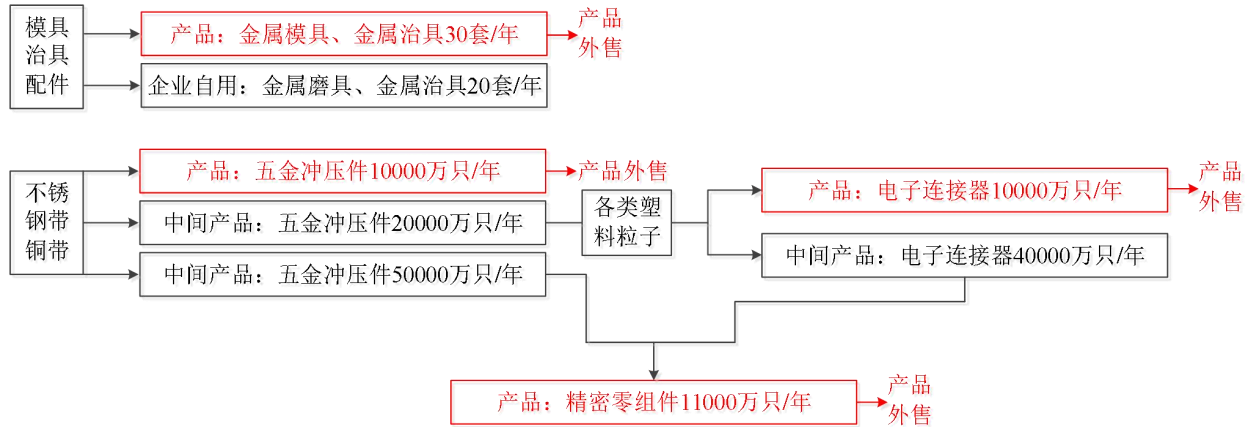 模具
治具
配件
产品：金属模具、金属治具30套/年
产品
外售
企业自用：金属磨具、金属治具20套/年
不锈
钢带
铜带
产品：五金冲压件10000万只/年
产品外售
中间产品：五金冲压件20000万只/年
中间产品：五金冲压件50000万只/年
各类塑
料粒子
产品：电子连接器10000万只/年
产品
外售
中间产品：电子连接器40000万只/年
产品：精密零组件11000万只/年
产品
外售